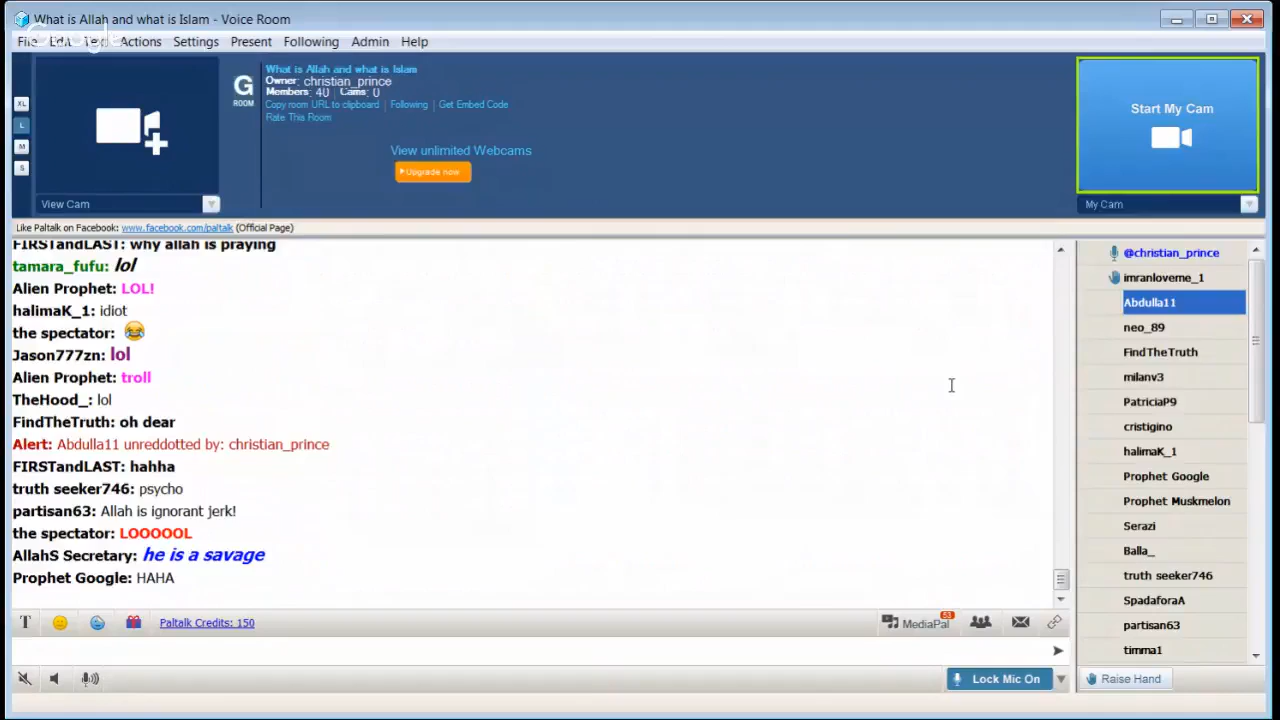 What is Allah and what is Islam - Voice Room
Google
File Edit Text Actions Settings Present Following Admin Help
XL
L
M
S
View Cam
G
ROOM
What is Allah and what is Islam
Owner: christian_prince
Members: 40 | Cams: 0
Copy room URL to clipboard | Following | Get Embed Code
Rate This Room
View unlimited Webcams
Upgrade now
Start My Cam
My Cam
Like Paltalk on Facebook: www.facebook.com/paltalk (Official Page)
FIRSTandLAST: why allah is praying
tamara_fufu: lol
Alien Prophet: LOL!
halimaK_1: idiot
the spectator: 😂
Jason777zn: lol
Alien Prophet: troll
TheHood_: lol
FindTheTruth: oh dear
Alert: Abdulla11 unreddotted by: christian_prince
FIRSTandLAST: hahha
truth seeker746: psycho
partisan63: Allah is ignorant jerk!
the spectator: LOOOOOL
AllahS Secretary: he is a savage
Prophet Google: HAHA
@christian_prince
imranloveme_1
Abdulla11
neo_89
FindTheTruth
milanv3
PatriciaP9
cristigino
halimaK_1
Prophet Google
Prophet Muskmelon
Serazi
Balla_
truth seeker746
SpadaforaA
partisan63
timma1
T
Paltalk Credits: 150
MediaPal
53
Lock Mic On
Raise Hand